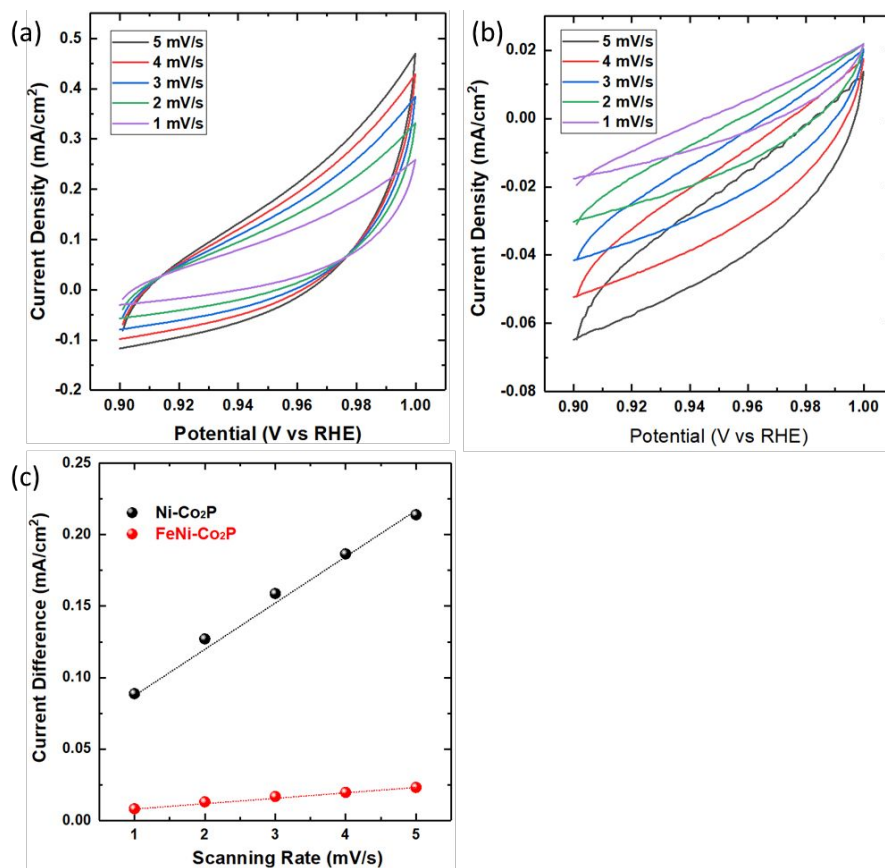 (a)
0.5
0.4
0.3
0.2
0.1
0.0
-0.1
-0.2
Current Density (mA/cm²)
5 mV/s
4 mV/s
3 mV/s
2 mV/s
1 mV/s
0.90 0.92 0.94 0.96 0.98 1.00
Potential (V vs RHE)
(b)
0.02
0.00
-0.02
-0.04
-0.06
-0.08
Current Density (mA/cm²)
5 mV/s
4 mV/s
3 mV/s
2 mV/s
1 mV/s
0.90 0.92 0.94 0.96 0.98 1.00
Potential (V vs RHE)
(c)
0.25
0.20
0.15
0.10
0.05
0.00
Current Difference (mA/cm²)
Ni-Co₂P
FeNi-Co₂P
1 2 3 4 5
Scanning Rate (mV/s)